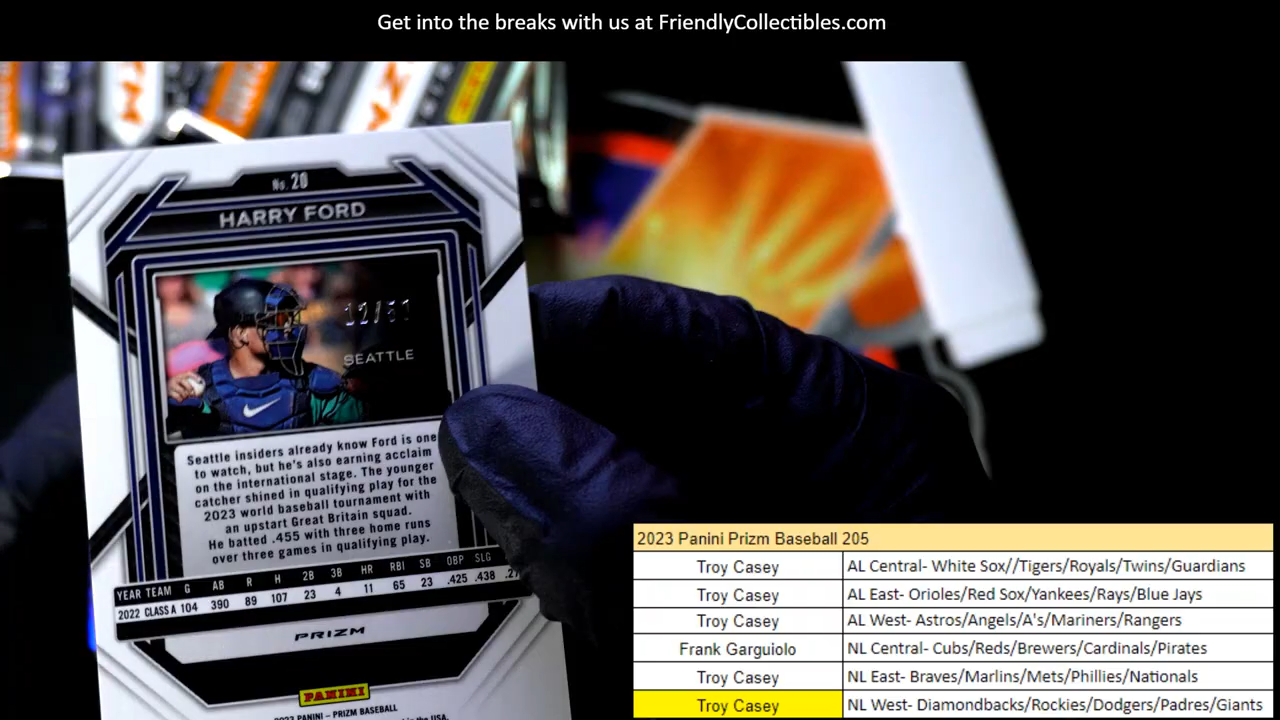 Get into the breaks with us at FriendlyCollectibles.com
No. 20
HARRY FORD
SEATTLE
Seattle insiders already know Ford is one
to watch, but he's also earning acclaim
on the international stage. The younger
catcher shined in qualifying play for the
2023 world baseball tournament with
an upstart Great Britain squad.
He batted .455 with three home runs
over three games in qualifying play.
YEAR TEAM G AB R H 2B 3B HR RBI SB OBP SLG
2022 CLASS A 104 390 89 107 23 4 11 65 23 .425 .438
PRIZM
PANINI
2023 PANINI – PRIZM BASEBALL
2023 Panini Prizm Baseball 205
Troy Casey AL Central- White Sox//Tigers/Royals/Twins/Guardians
Troy Casey AL East- Orioles/Red Sox/Yankees/Rays/Blue Jays
Troy Casey AL West- Astros/Angels/A's/Mariners/Rangers
Frank Garguiolo NL Central- Cubs/Reds/Brewers/Cardinals/Pirates
Troy Casey NL East- Braves/Marlins/Mets/Phillies/Nationals
Troy Casey NL West- Diamondbacks/Rockies/Dodgers/Padres/Giants